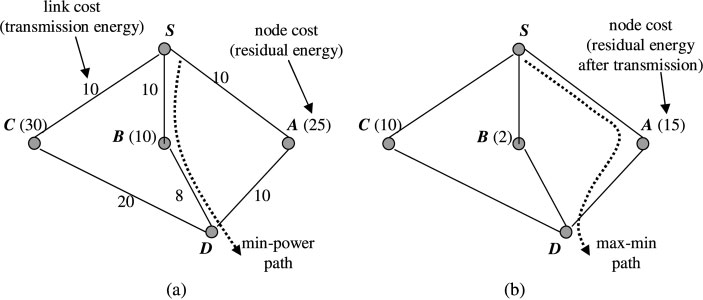 link cost
(transmission energy)
S
node cost
(residual energy)
10
10
10
C (30)
B (10)
A (25)
20
8
10
D
min-power
path
(a)
S
node cost
(residual energy
after transmission)
C (10)
B (2)
A (15)
D
max-min
path
(b)